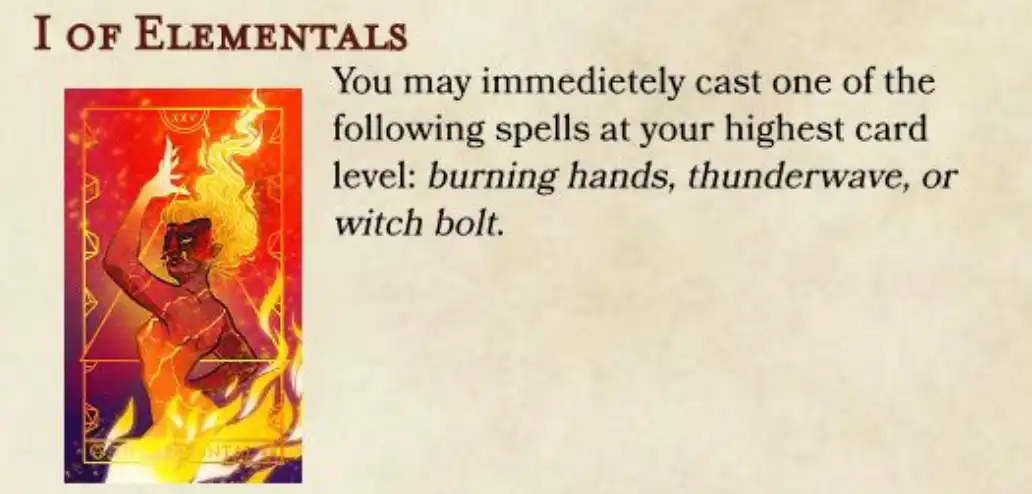 I of Elementals
You may immedietely cast one of the
following spells at your highest card
level: burning hands, thunderwave, or
witch bolt.
XXV